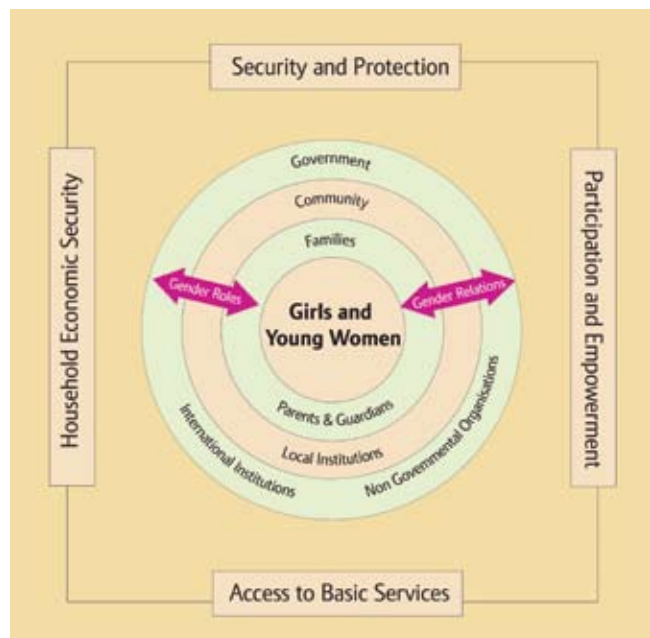 Security and Protection
Household Economic Security
Participation and Empowerment
Government
Community
Families
Gender Roles
Gender Relations
Girls and
Young Women
Parents & Guardians
Local Institutions
International Institutions
Non Governmental Organisations
Access to Basic Services